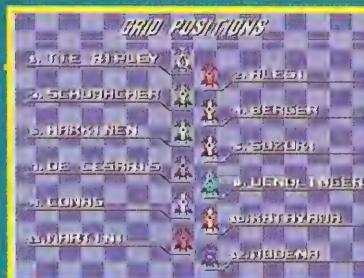 GRID POSITIONS
1. TTE RIPLEY
2. ALESI
3. SCHUMACHER
4. BERGER
5. HAKKINEN
6. SUZUKI
7. DE CESARIS
8. WENDLINGER
9. COMAS
10. KATAYAMA
11. MARTINI
12. MODENA